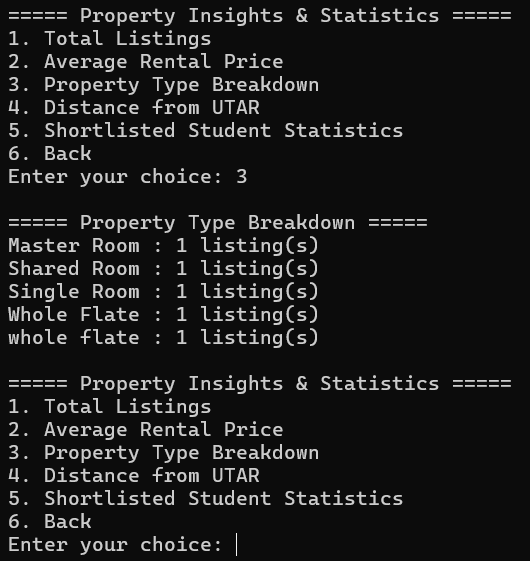 ===== Property Insights & Statistics =====
1. Total Listings
2. Average Rental Price
3. Property Type Breakdown
4. Distance from UTAR
5. Shortlisted Student Statistics
6. Back
Enter your choice: 3
===== Property Type Breakdown =====
Master Room : 1 listing(s)
Shared Room : 1 listing(s)
Single Room : 1 listing(s)
Whole Flate : 1 listing(s)
whole flate : 1 listing(s)
===== Property Insights & Statistics =====
1. Total Listings
2. Average Rental Price
3. Property Type Breakdown
4. Distance from UTAR
5. Shortlisted Student Statistics
6. Back
Enter your choice: